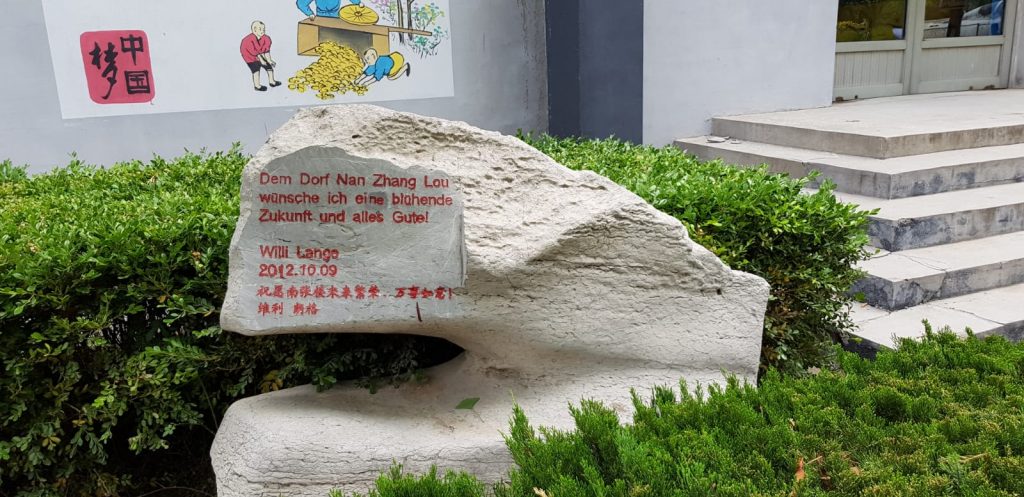 中国
梦
Dem Dorf Nan Zhang Lou
wünsche ich eine blühende
Zukunft und alles Gute!
Willi Lange
2012.10.09
祝愿南张楼未来繁荣、万事如意!
维利 朗格